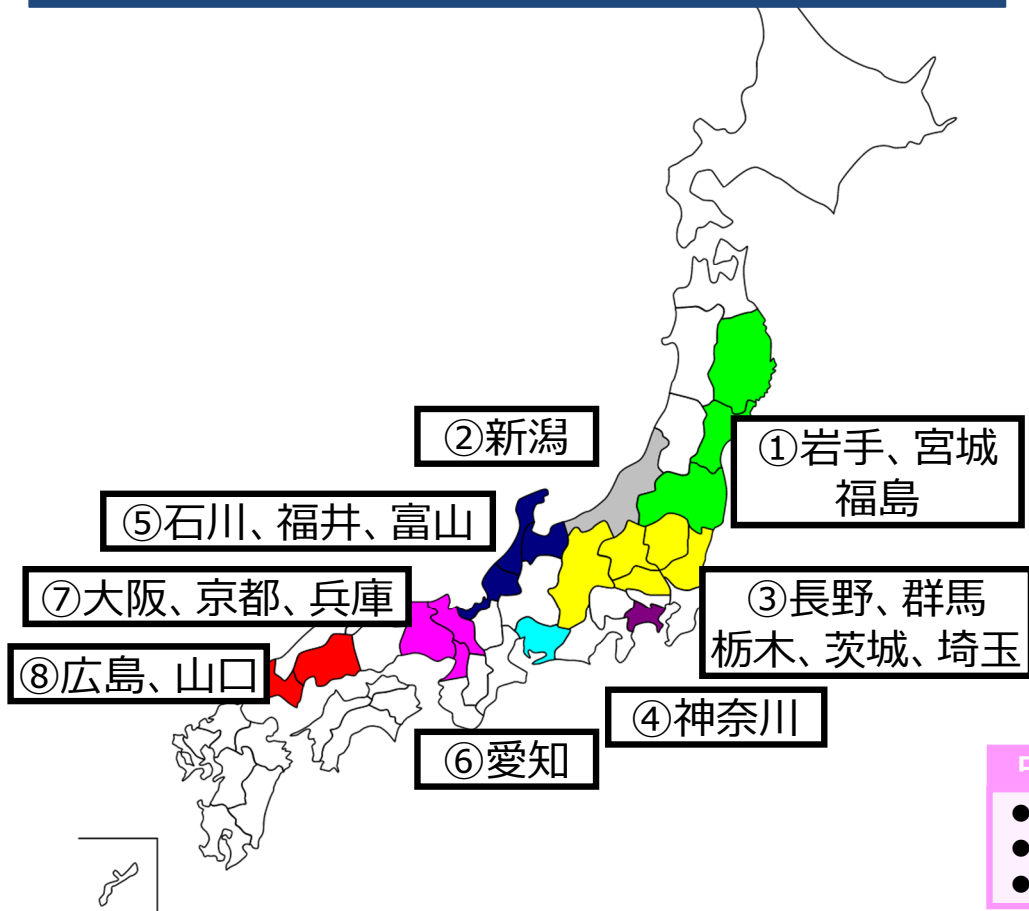 ②新潟
①岩手、宮城
福島
⑤石川、福井、富山
⑦大阪、京都、兵庫
③長野、群馬
栃木、茨城、埼玉
⑧広島、山口
④神奈川
⑥愛知
●
●
●